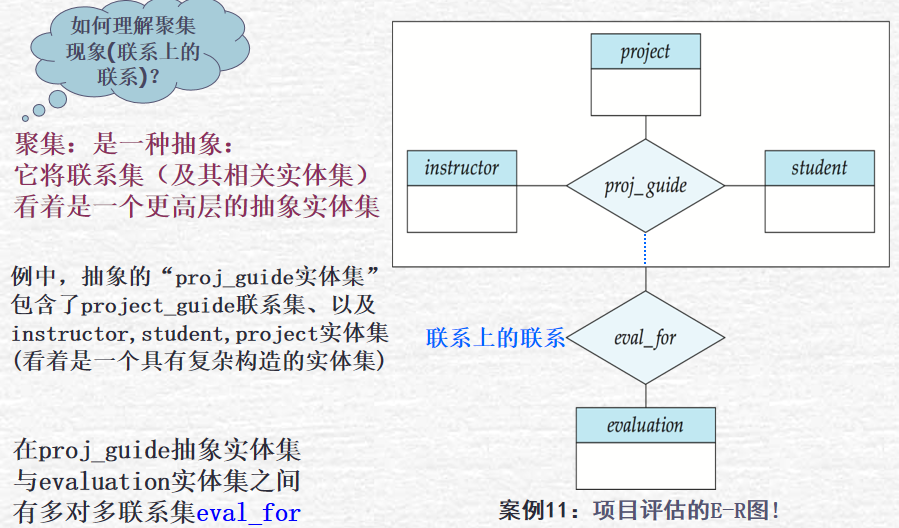 如何理解聚集
现象(联系上的
联系)?
聚集: 是一种抽象:
它将联系集（及其相关实体集）
看着是一个更高层的抽象实体集
例中，抽象的“proj_guide实体集”
包含了project_guide联系集、以及
instructor,student,project实体集
(看着是一个具有复杂构造的实体集)
在proj_guide抽象实体集
与evaluation实体集之间
有多对多联系集eval_for
project
instructor
proj_guide
student
联系上的联系
eval_for
evaluation
案例11: 项目评估的E-R图!